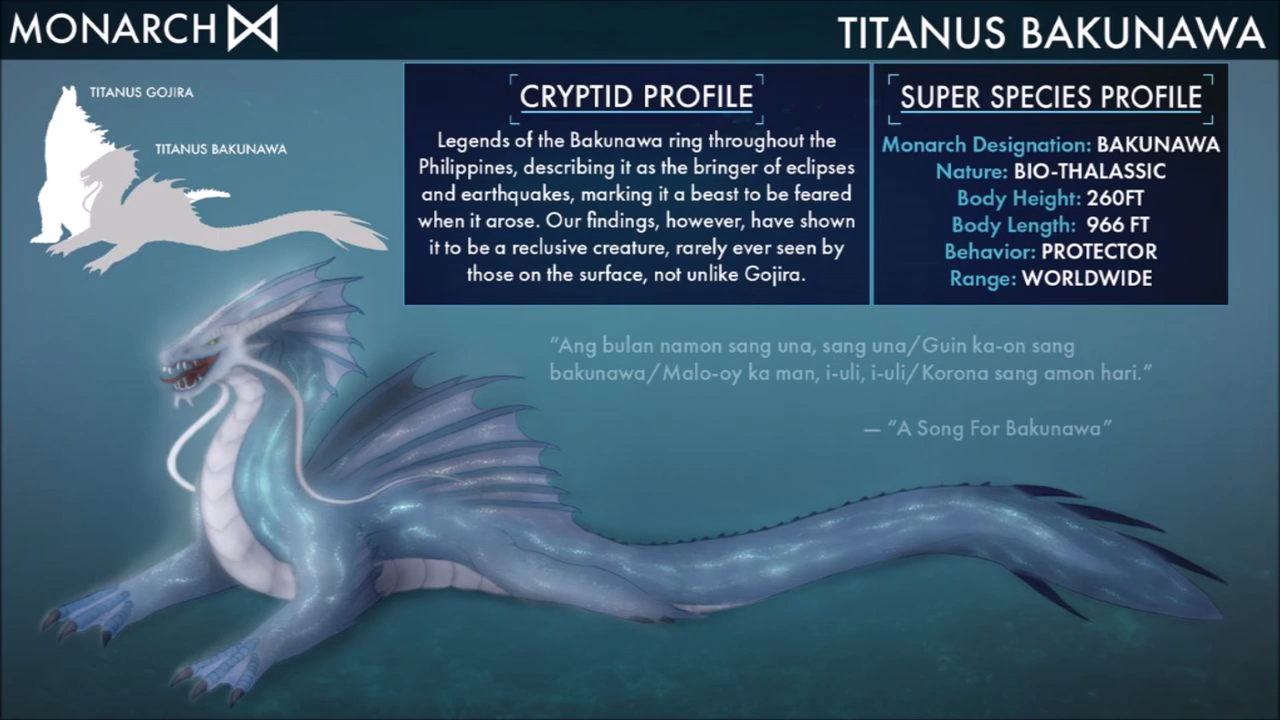 MONARCH
TITANUS BAKUNAWA
TITANUS GOJIRA
TITANUS BAKUNAWA
CRYPTID PROFILE
Legends of the Bakunawa ring throughout the
Philippines, describing it as the bringer of eclipses
and earthquakes, marking it a beast to be feared
when it arose. Our findings, however, have shown
it to be a reclusive creature, rarely ever seen by
those on the surface, not unlike Gojira.
SUPER SPECIES PROFILE
Monarch Designation: BAKUNAWA
Nature: BIO-THALASSIC
Body Height: 260FT
Body Length: 966 FT
Behavior: PROTECTOR
Range: WORLDWIDE
“Ang bulan namon sang una, sang una/Guin ka-on sang
bakunawa/Malo-oy ka man, i-uli, i-uli/Korona sang amon hari.”
— “A Song For Bakunawa”